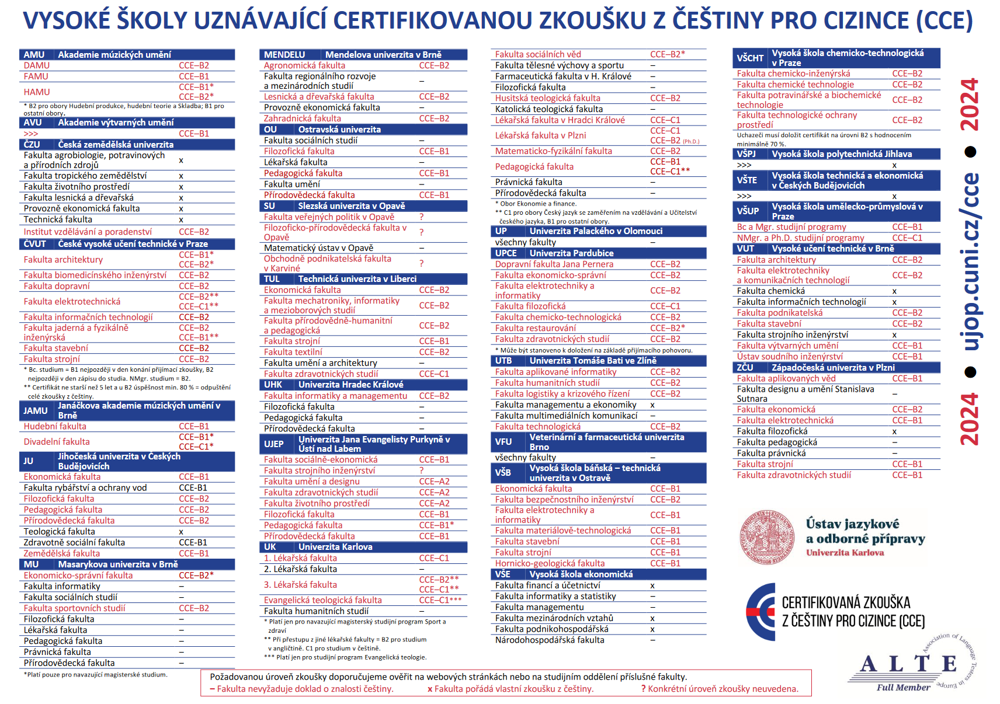 VYSOKÉ ŠKOLY UZNÁVAJÍCÍ CERTIFIKOVANOU ZKOUŠKU Z ČEŠTINY PRO CIZINCE (CCE)
AMU Akademie múzických umění
DAMU CCE–B2
FAMU CCE–B1
HAMU CCE–B1*
CCE–B2*
* B2 pro obory Hudební produkce, hudební teorie a Skladba; B1 pro
ostatní obory.
AVU Akademie výtvarných umění
>>> CCE–B1
ČZU Česká zemědělská univerzita
Fakulta agrobiologie, potravinových
a přírodních zdrojů x
Fakulta tropického zemědělství x
Fakulta životního prostředí x
Fakulta lesnická a dřevařská x
Provozně ekonomická fakulta x
Technická fakulta x
Institut vzdělávání a poradenství CCE–B2
ČVUT České vysoké učení technické v Praze
Fakulta architektury CCE–B1*
CCE–B2*
Fakulta biomedicínského inženýrství CCE–B2
Fakulta dopravní CCE–B2
Fakulta elektrotechnická CCE–B2**
CCE–C1**
Fakulta informačních technologií CCE–B2
Fakulta jaderná a fyzikálně CCE–B2
inženýrská CCE–B1**
Fakulta stavební CCE–B2
Fakulta strojní CCE–B2
* Bc. studium = B1 nejpozději v den konání přijímací zkoušky, B2
nejpozději v den zápisu do studia. NMgr. studium = B2.
** Certifikát ne starší než 5 let a u B2 úspěšnost min. 80 % = odpuštění
celé zkoušky z češtiny.
JAMU Janáčkova akademie múzických umění v
Brně
Hudební fakulta CCE–B1
Divadelní fakulta CCE–B1*
CCE–C1*
JU Jihočeská univerzita v Českých
Budějovicích
Ekonomická fakulta CCE–B1
Fakulta rybářství a ochrany vod CCE-B1
Filozofická fakulta CCE–B2
Pedagogická fakulta CCE–B2
Přírodovědecká fakulta CCE–B2
Teologická fakulta x
Zdravotně sociální fakulta CCE-B1
Zemědělská fakulta CCE–B1
MU Masarykova univerzita v Brně
Ekonomicko-správní fakulta CCE–B2*
Fakulta informatiky –
Fakulta sociálních studií –
Fakulta sportovních studií CCE–B2
Filozofická fakulta –
Lékařská fakulta –
Pedagogická fakulta –
Právnická fakulta –
Přírodovědecká fakulta –
*Platí pouze pro navazující magisterské studium.
MENDELU Mendelova univerzita v Brně
Agronomická fakulta CCE–B2
Fakulta regionálního rozvoje
a mezinárodních studií –
Lesnická a dřevařská fakulta CCE–B2
Provozně ekonomická fakulta –
Zahradnická fakulta CCE–B2
OU Ostravská univerzita
Fakulta sociálních studií –
Filozofická fakulta CCE–B1
Lékařská fakulta –
Pedagogická fakulta CCE–B1
Fakulta umění –
Přírodovědecká fakulta CCE–B1
SU Slezská univerzita v Opavě
Fakulta veřejných politik v Opavě ?
Filozoficko-přírodovědecká fakulta v
Opavě ?
Matematický ústav v Opavě –
Obchodně podnikatelská fakulta
v Karviné ?
TUL Technická univerzita v Liberci
Ekonomická fakulta CCE–B2
Fakulta mechatroniky, informatiky
a mezioborových studií CCE–B2
Fakulta přírodovědně-humanitní
a pedagogická CCE–B2
Fakulta strojní CCE–B1
Fakulta textilní CCE–B2
Fakulta umění a architektury –
Fakulta zdravotnických studií CCE–C1
UHK Univerzita Hradec Králové
Fakulta informatiky a managementu CCE–B2
Filozofická fakulta –
Pedagogická fakulta –
Přírodovědecká fakulta –
UJEP Univerzita Jana Evangelisty Purkyně v
Ústí nad Labem
Fakulta sociálně-ekonomická CCE–B1
Fakulta strojního inženýrství ?
Fakulta umění a designu CCE–A2
Fakulta zdravotnických studií CCE–A2
Fakulta životního prostředí CCE–A2
Filozofická fakulta CCE–B1
Pedagogická fakulta CCE–B1*
Přírodovědecká fakulta CCE–B1
UK Univerzita Karlova
1. Lékařská fakulta CCE–C1
2. Lékařská fakulta –
3. Lékařská fakulta CCE–B2**
CCE–C1**
Evangelická teologická fakulta CCE–C1***
Fakulta humanitních studií –
* Platí jen pro navazující magisterský studijní program Sport a
zdraví
** Při přestupu z jiné lékařské fakulty = B2 pro studium
v angličtině. C1 pro studium v češtině.
*** Platí jen pro studijní program Evangelická teologie.
Fakulta sociálních věd CCE–B2*
Fakulta tělesné výchovy a sportu –
Farmaceutická fakulta v H. Králové –
Filozofická fakulta –
Husitská teologická fakulta CCE–B2
Katolická teologická fakulta –
Lékařská fakulta v Hradci Králové CCE–C1
Lékařská fakulta v Plzni CCE–C1
CCE–B2 (Ph.D.)
Matematicko-fyzikální fakulta CCE–B2
Pedagogická fakulta CCE–B1
CCE–C1**
Právnická fakulta –
Přírodovědecká fakulta –
* Obor Ekonomie a finance.
** C1 pro obory Český jazyk se zaměřením na vzdělávání a Učitelství
českého jazyka, B1 pro ostatní obory.
UP Univerzita Palackého v Olomouci
všechny fakulty –
UPCE Univerzita Pardubice
Dopravní fakulta Jana Pernera CCE–B2
Fakulta ekonomicko-správní CCE–B2
Fakulta elektrotechniky a
informatiky CCE–B2
Fakulta filozofická CCE–C1
Fakulta chemicko-technologická CCE–B2
Fakulta restaurování CCE–B2*
Fakulta zdravotnických studií CCE–B2
* Může být stanoveno k doložení na základě přijímacího pohovoru.
UTB Univerzita Tomáše Bati ve Zlíně
Fakulta aplikované informatiky CCE–B2
Fakulta humanitních studií CCE–B2
Fakulta logistiky a krizového řízení CCE–B2
Fakulta managementu a ekonomiky x
Fakulta multimediálních komunikací –
Fakulta technologická CCE–B2
VFU Veterinární a farmaceutická univerzita
Brno
všechny fakulty –
VŠB Vysoká škola báňská – technická
univerzita v Ostravě
Ekonomická fakulta CCE–B1
Fakulta bezpečnostního inženýrství CCE–B2
Fakulta elektrotechniky a
informatiky CCE–B1
Fakulta materiálově-technologická CCE–B1
Fakulta stavební CCE–B1
Fakulta strojní CCE–B1
Hornicko-geologická fakulta CCE–B1
VŠE Vysoká škola ekonomická
Fakulta financí a účetnictví x
Fakulta informatiky a statistiky –
Fakulta managementu –
Fakulta mezinárodních vztahů x
Fakulta podnikohospodářská x
Národohospodářská fakulta –
VŠCHT Vysoká škola chemicko-technologická
v Praze
Fakulta chemicko-inženýrská CCE–B2
Fakulta chemické technologie CCE–B2
Fakulta potravinářské a biochemické
technologie CCE–B2
Fakulta technologické ochrany
prostředí CCE–B2
Uchazeči musí doložit certifikát na úrovni B2 s hodnocením
minimálně 70 %.
VŠPJ Vysoká škola polytechnická Jihlava
>>> x
VŠTE Vysoká škola technická a ekonomická
v Českých Budějovicích
>>> x
VŠUP Vysoká škola umělecko-průmyslová v
Praze
Bc a Mgr. studijní programy CCE–B1
NMgr. a Ph.D. studijní programy CCE–C1
VUT Vysoké učení technické v Brně
Fakulta architektury CCE–B2
Fakulta elektrotechniky
a komunikačních technologií CCE–B2
Fakulta chemická x
Fakulta informačních technologií x
Fakulta podnikatelská CCE–B2
Fakulta stavební CCE–B2
Fakulta strojního inženýrství x
Fakulta výtvarných umění CCE–B1
Ústav soudního inženýrství CCE–B1
ZČU Západočeská univerzita v Plzni
Fakulta aplikovaných věd CCE–B1
Fakulta designu a umění Stanislava
Sutnara –
Fakulta ekonomická CCE–B2
Fakulta elektrotechnická CCE–B1
Fakulta filozofická x
Fakulta pedagogická –
Fakulta právnická –
Fakulta strojní CCE–B1
Fakulta zdravotnických studií CCE–B1
2024 ● ujop.cuni.cz/cce ● 2024
Ústav jazykové
a odborné přípravy
Univerzita Karlova
CERTIFIKOVANÁ ZKOUŠKA
Z ČEŠTINY PRO CIZINCE (CCE)
Association of Language Testers in Europe
ALTE
Full Member
Požadovanou úroveň zkoušky doporučujeme ověřit na webových stránkách nebo na studijním oddělení příslušné fakulty.
– Fakulta nevyžaduje doklad o znalosti češtiny. x Fakulta pořádá vlastní zkoušku z češtiny. ? Konkrétní úroveň zkoušky neuvedena.